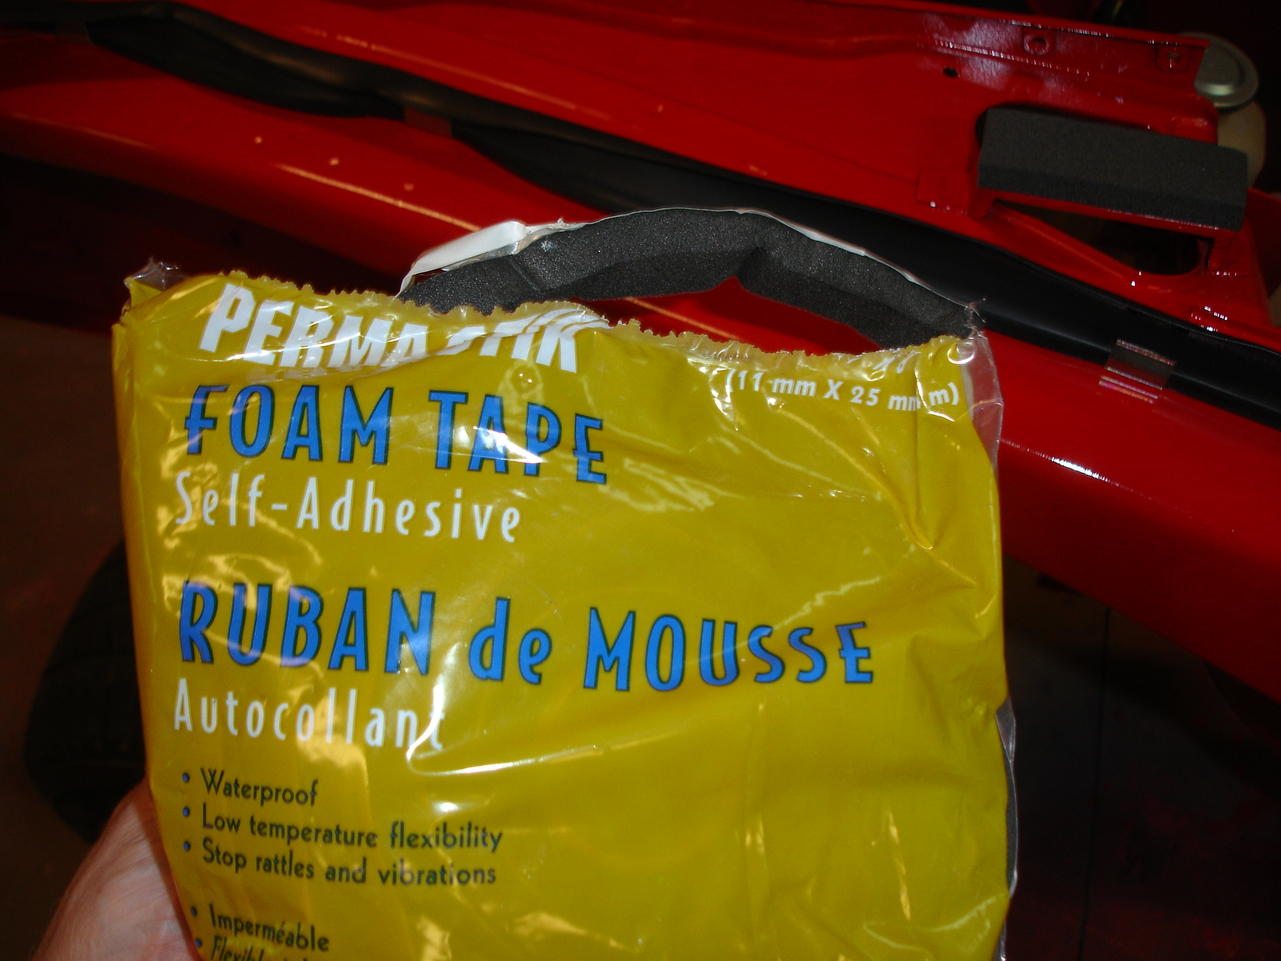 FOAM TAPE
(11 mm X 25 mm
Self-Adhesive
RUBAN de MOUSSE
Autocollant
• Waterproof
• Low temperature flexibility
• Stop rattles and vibrations
• Imperméable